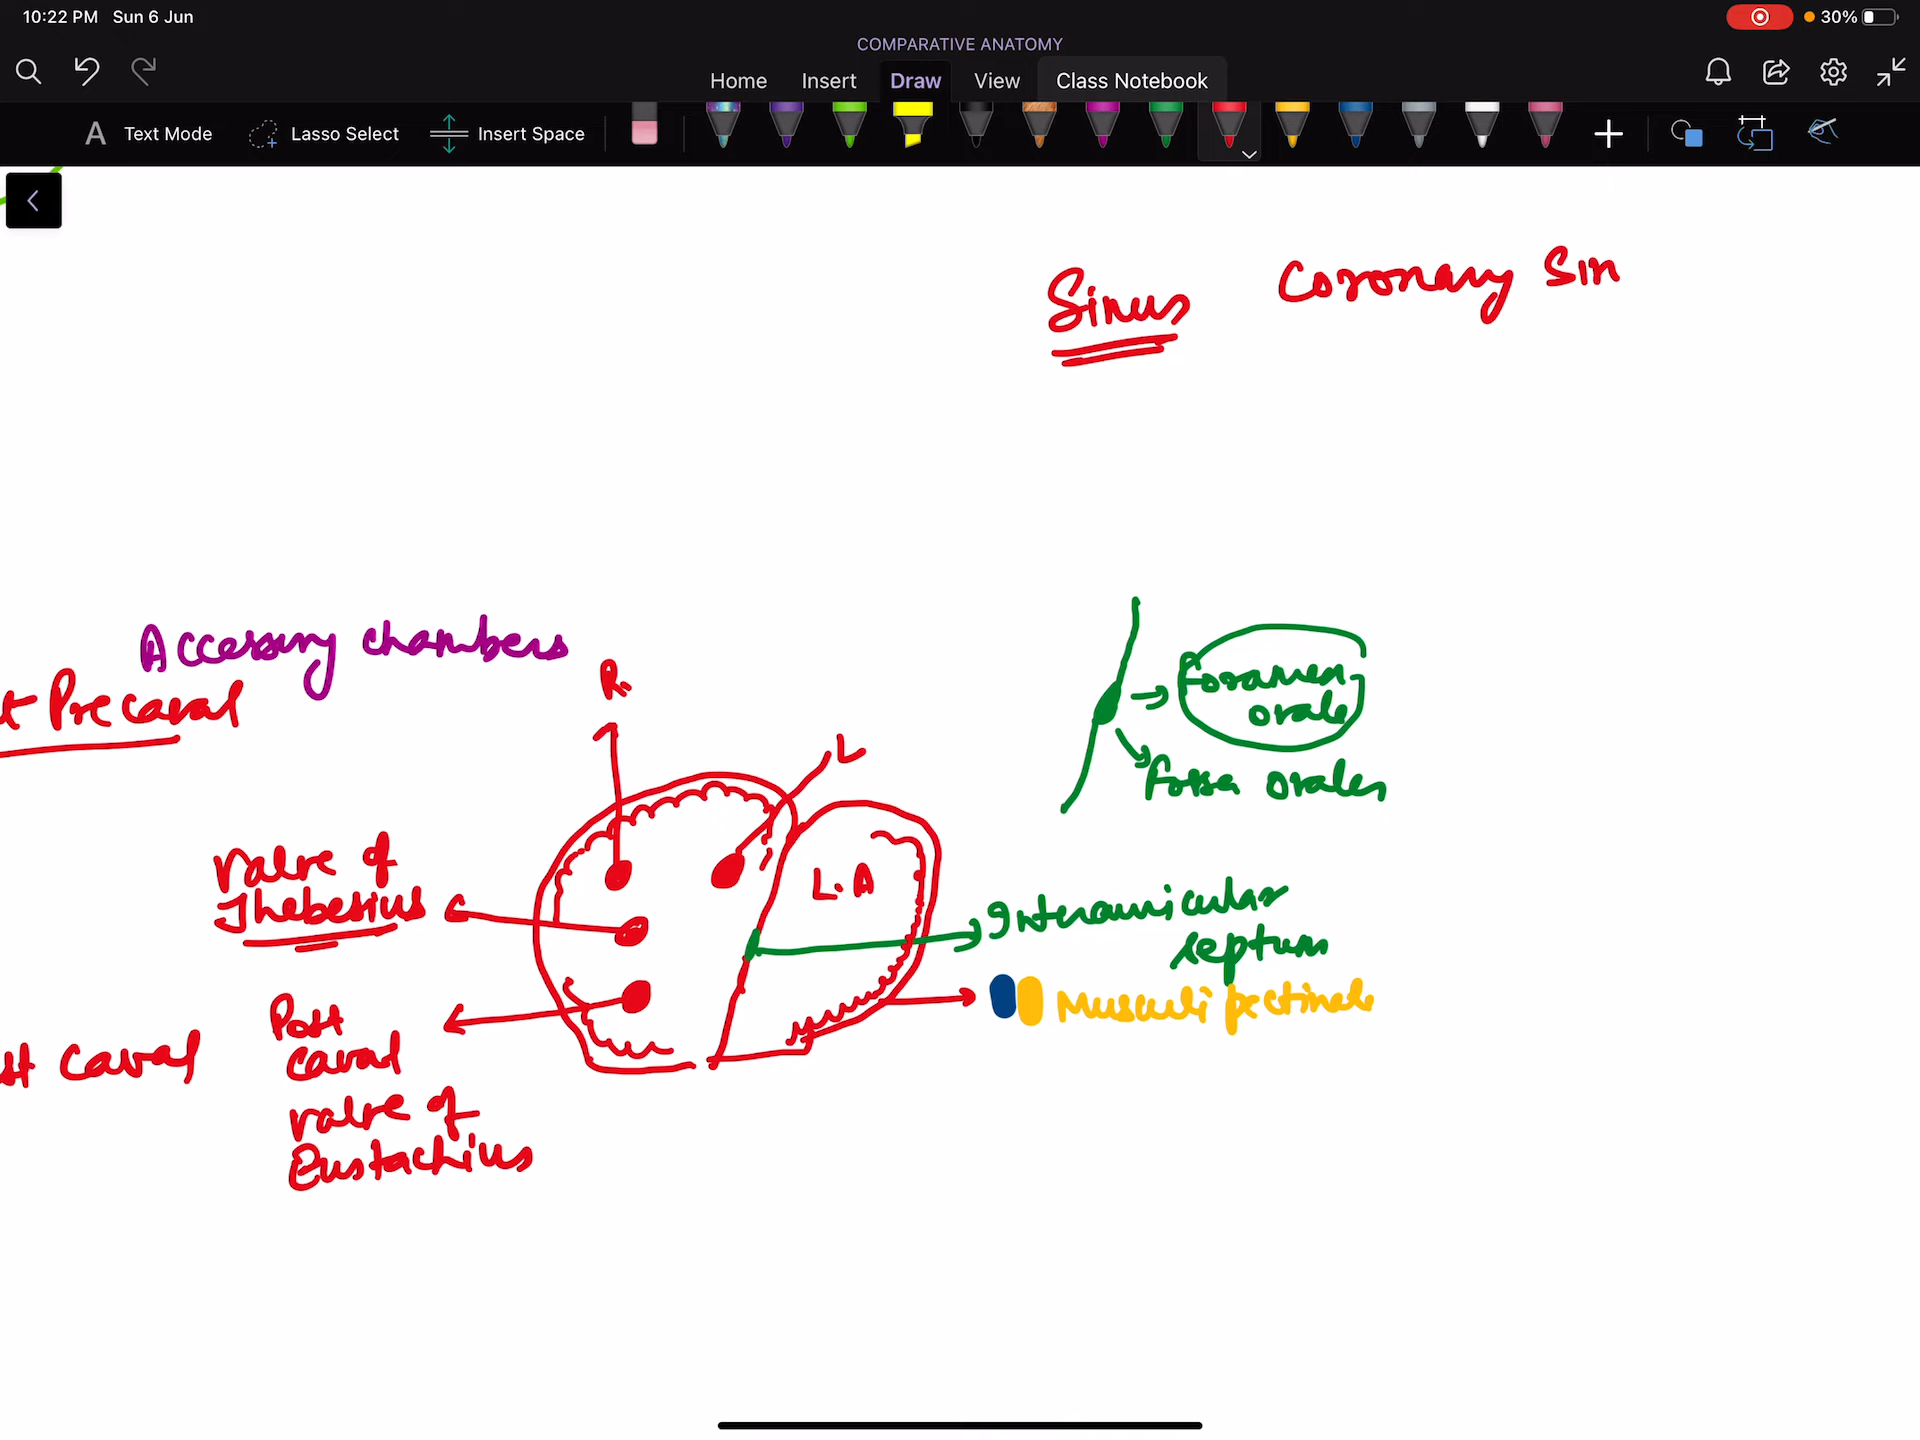 10:22 PM Sun 6 Jun
30%
COMPARATIVE ANATOMY
Home Insert Draw View Class Notebook
A Text Mode Lasso Select Insert Space
Sinus Coronary Sin
Accessory chambers
R.
t Precaval
L
Foramen
ovale
Fossa ovales
Valve of
Thebesius
L.A
Interauricular
septum
Musculi pectinate
Post
caval
st caval
valve of
Eustachius